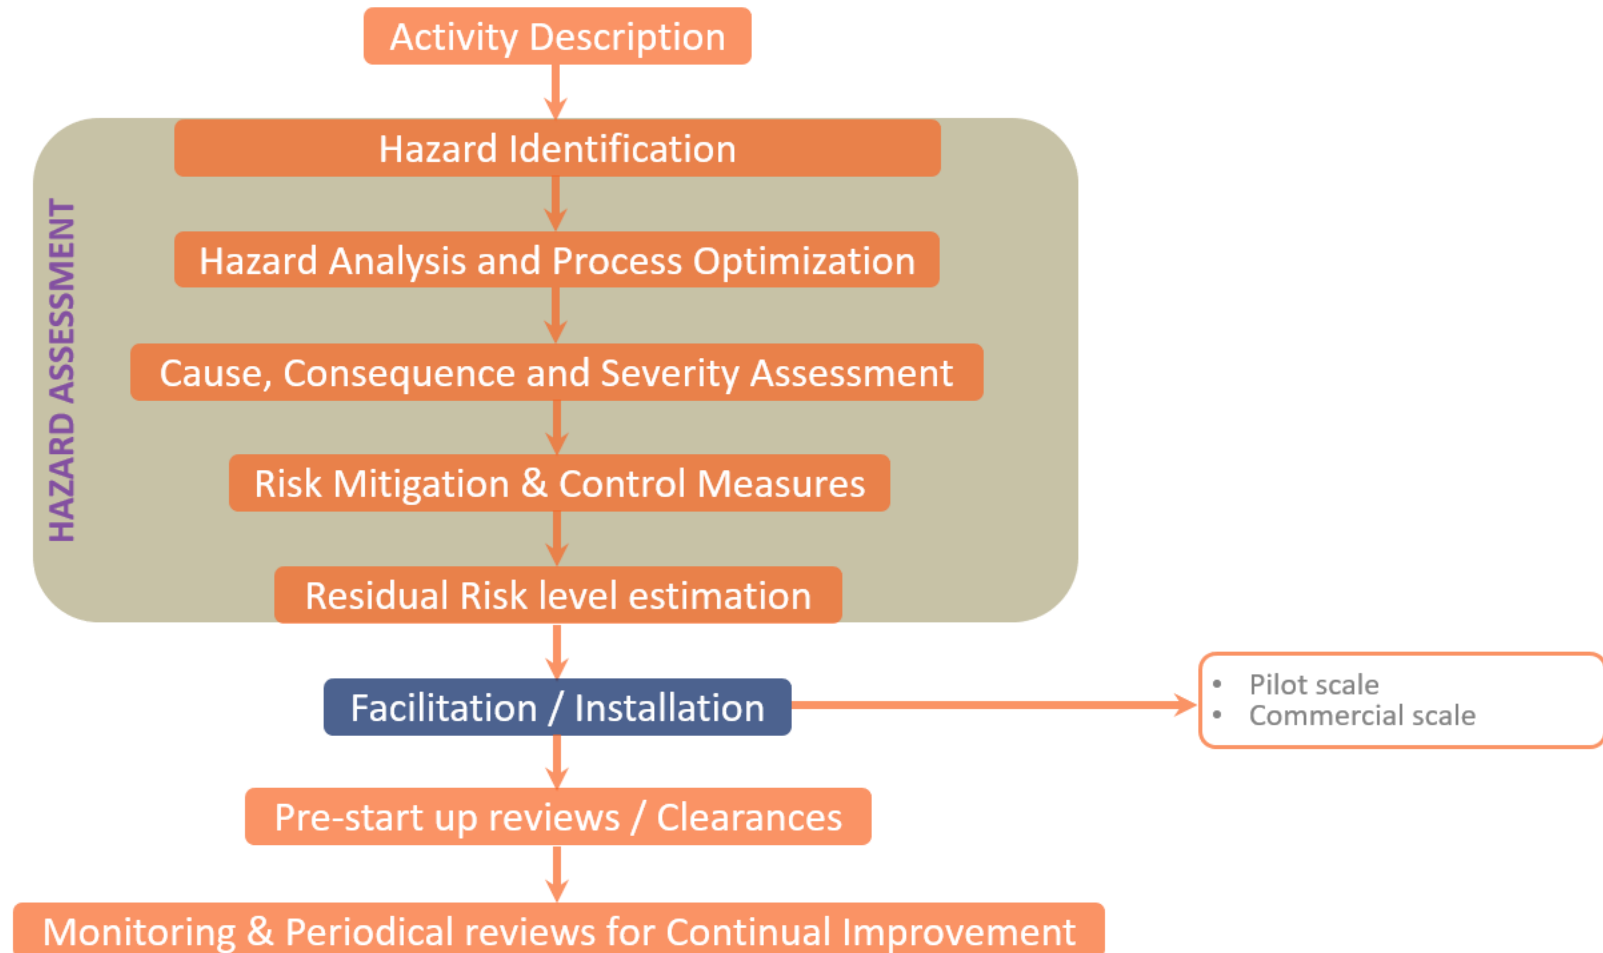 Activity Description
HAZARD ASSESSMENT
Hazard Identification
Hazard Analysis and Process Optimization
Cause, Consequence and Severity Assessment
Risk Mitigation & Control Measures
Residual Risk level estimation
Facilitation / Installation
• Pilot scale
• Commercial scale
Pre-start up reviews / Clearances
Monitoring & Periodical reviews for Continual Improvement